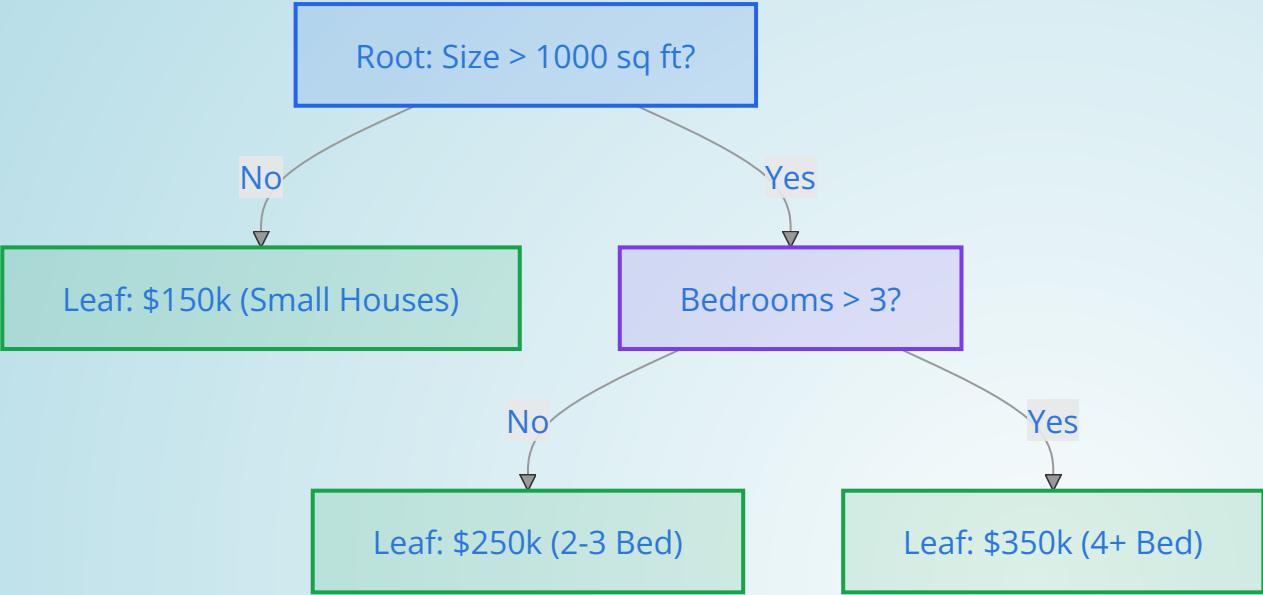 Root: Size > 1000 sq ft?
No
Yes
Leaf: $150k (Small Houses)
Bedrooms > 3?
No
Yes
Leaf: $250k (2-3 Bed)
Leaf: $350k (4+ Bed)